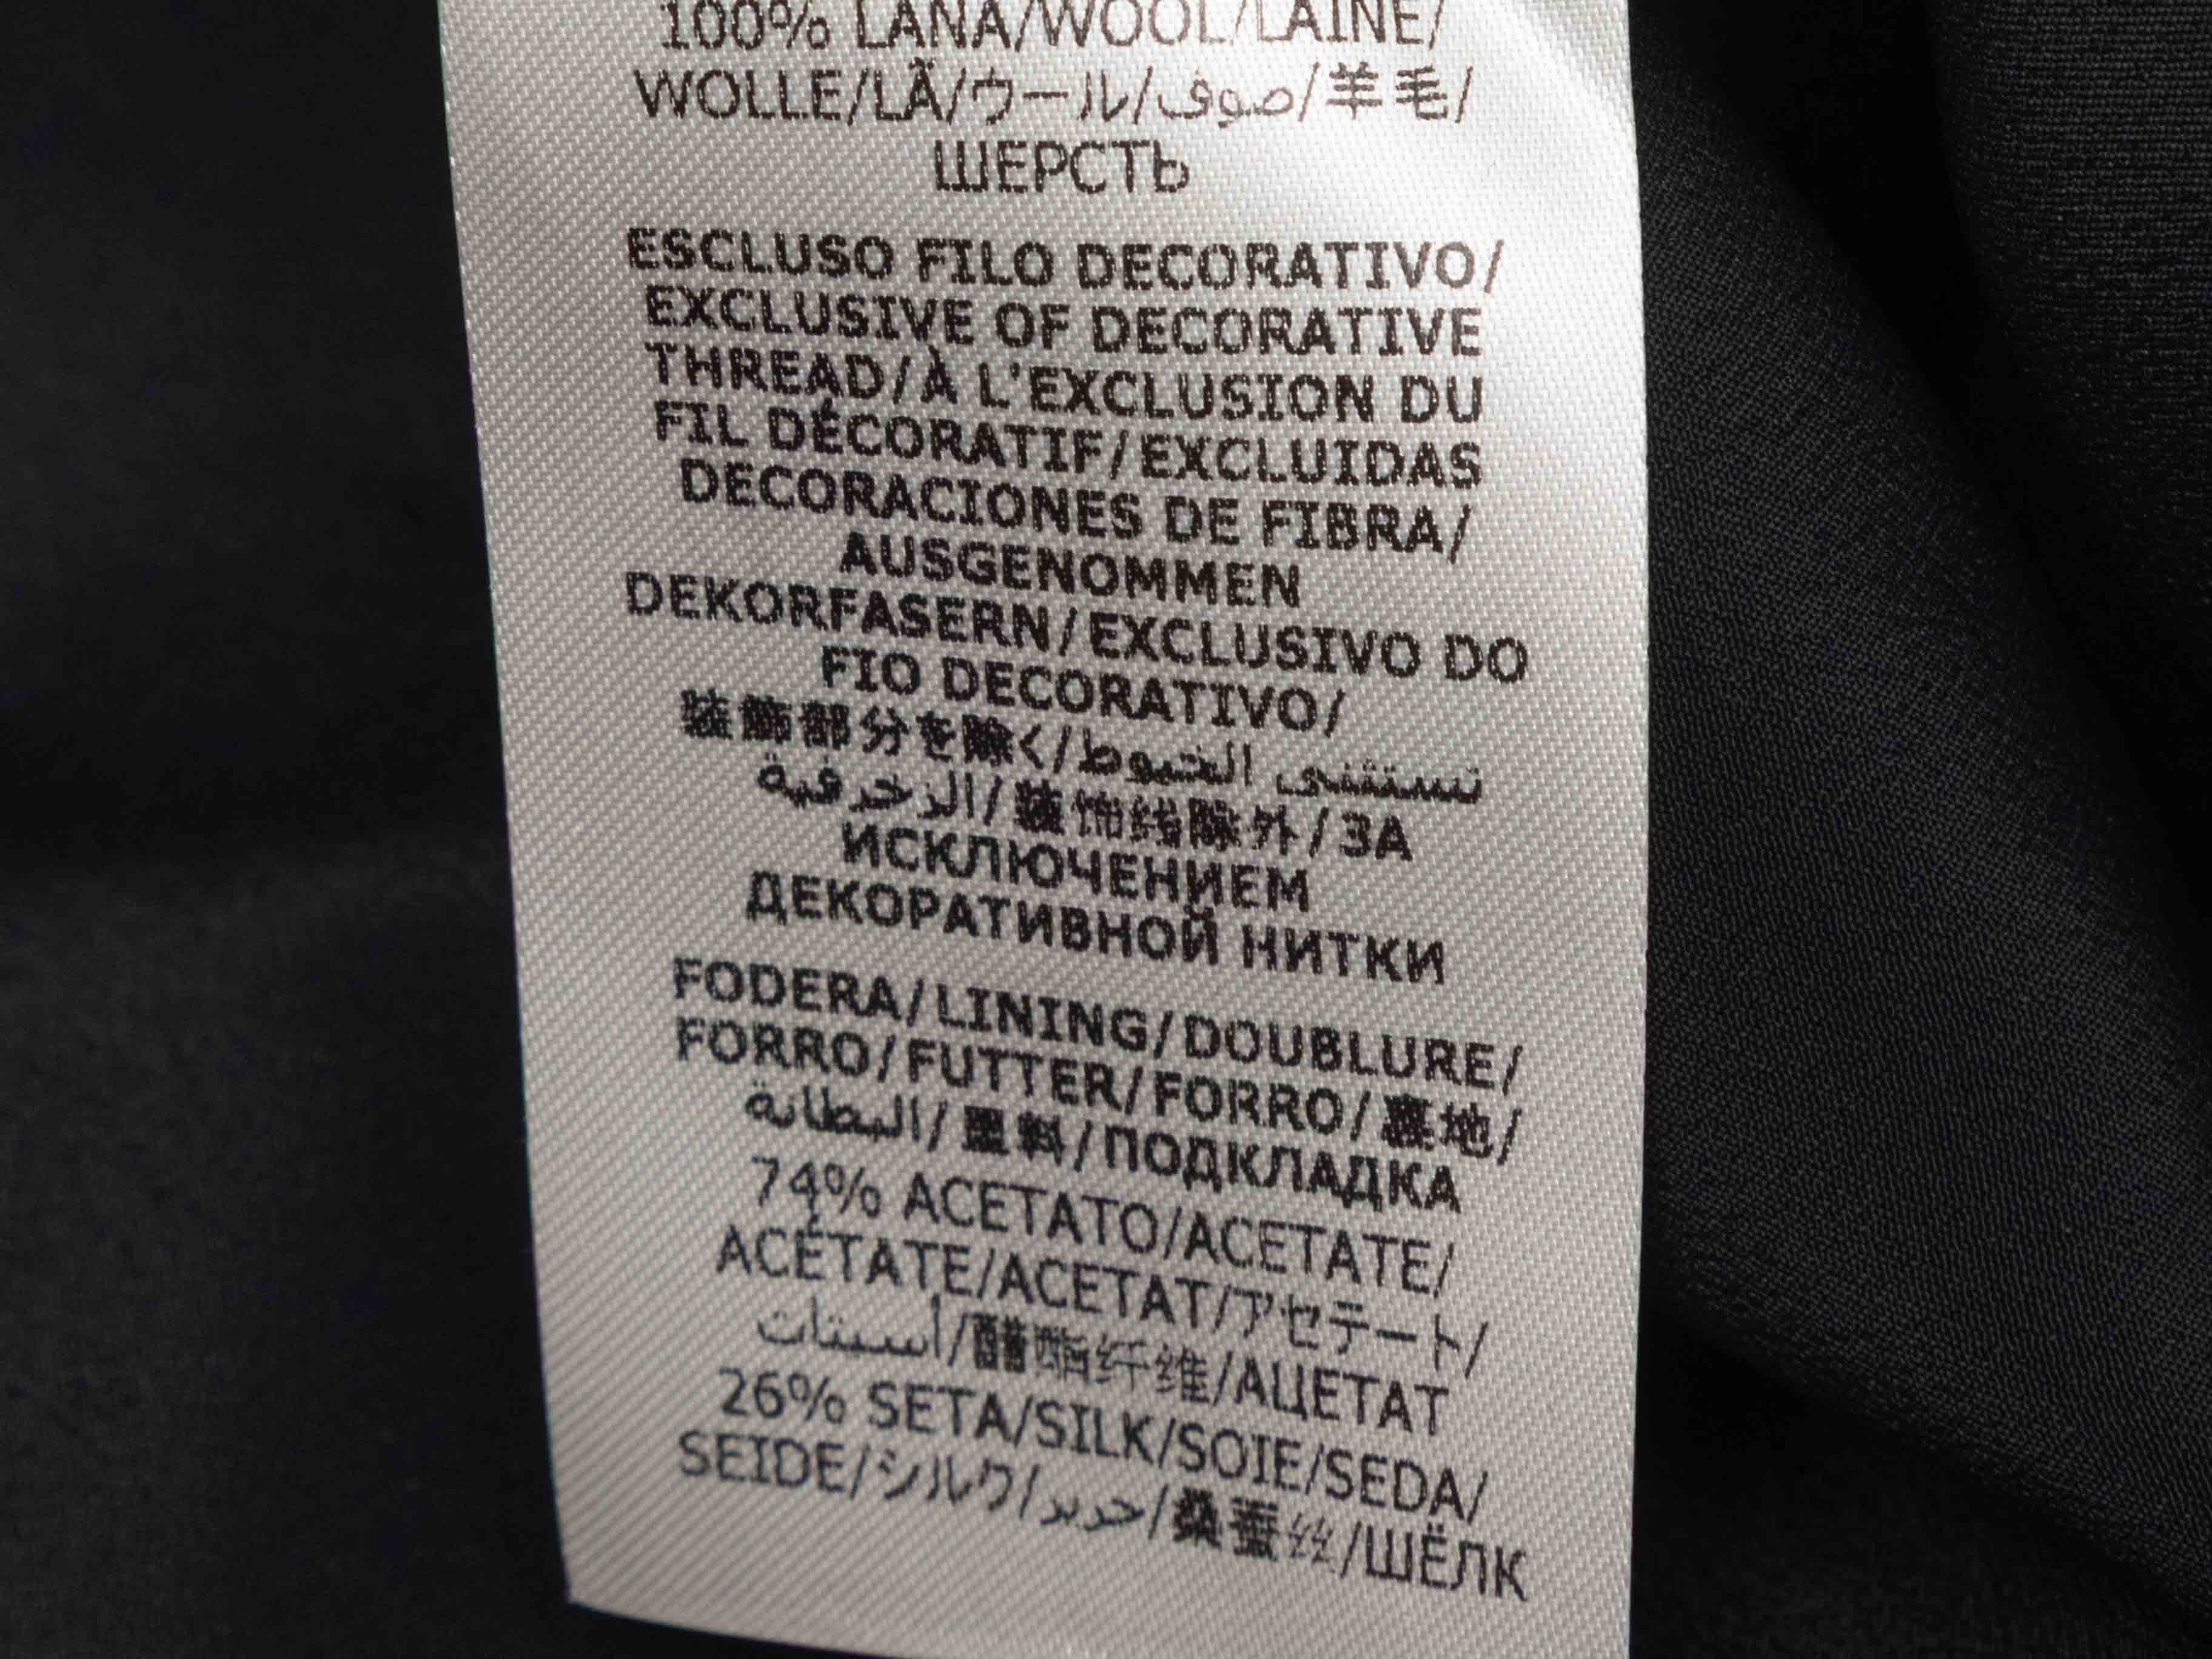 100% LANA/WOOL/LAINE/
WOLLE/LÃ/ウール/صوف/羊毛/
ШЕРСТЬ
ESCLUSO FILO DECORATIVO/
EXCLUSIVE OF DECORATIVE
THREAD/À L'EXCLUSION DU
FIL DÉCORATIF/EXCLUIDAS
DECORACIONES DE FIBRA/
AUSGENOMMEN
DEKORFASERN/EXCLUSIVO DO
FIO DECORATIVO/
装飾部分を除く/تستثنى الخيوط
الزخرفية/装饰线除外/ЗА
ИСКЛЮЧЕНИЕМ
ДЕКОРАТИВНОЙ НИТКИ
FODERA/LINING/DOUBLURE/
FORRO/FUTTER/FORRO/裏地/
البطانة/里料/ПОДКЛАДКА
74% ACETATO/ACETATE/
ACÉTATE/ACETAT/アセテート/
أسيتات/醋酯纤维/АЦЕТАТ
26% SETA/SILK/SOIE/SEDA/
SEIDE/シルク/حرير/桑蚕丝/ШЁЛК